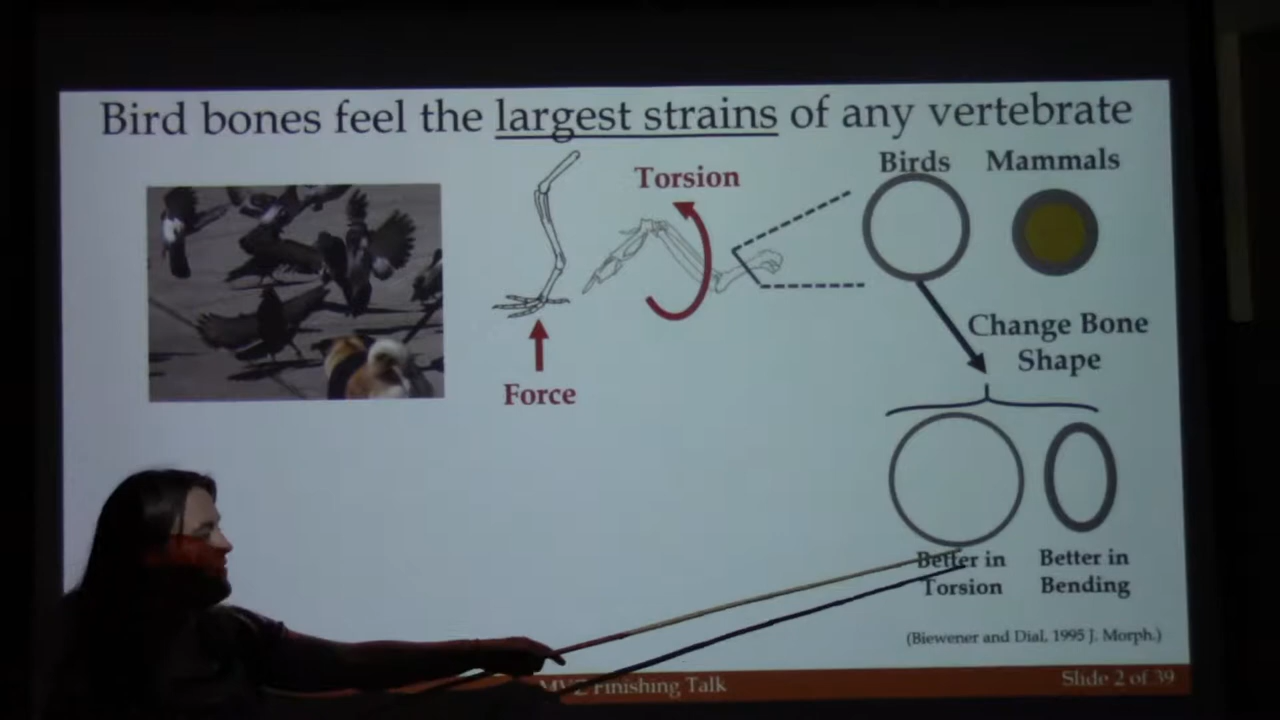 Bird bones feel the largest strains of any vertebrate
Birds
Mammals
Torsion
Force
Change Bone
Shape
Better in
Torsion
Better in
Bending
(Biewener and Dial, 1995 J. Morph.)
MVZ Finishing Talk
Slide 2 of 39